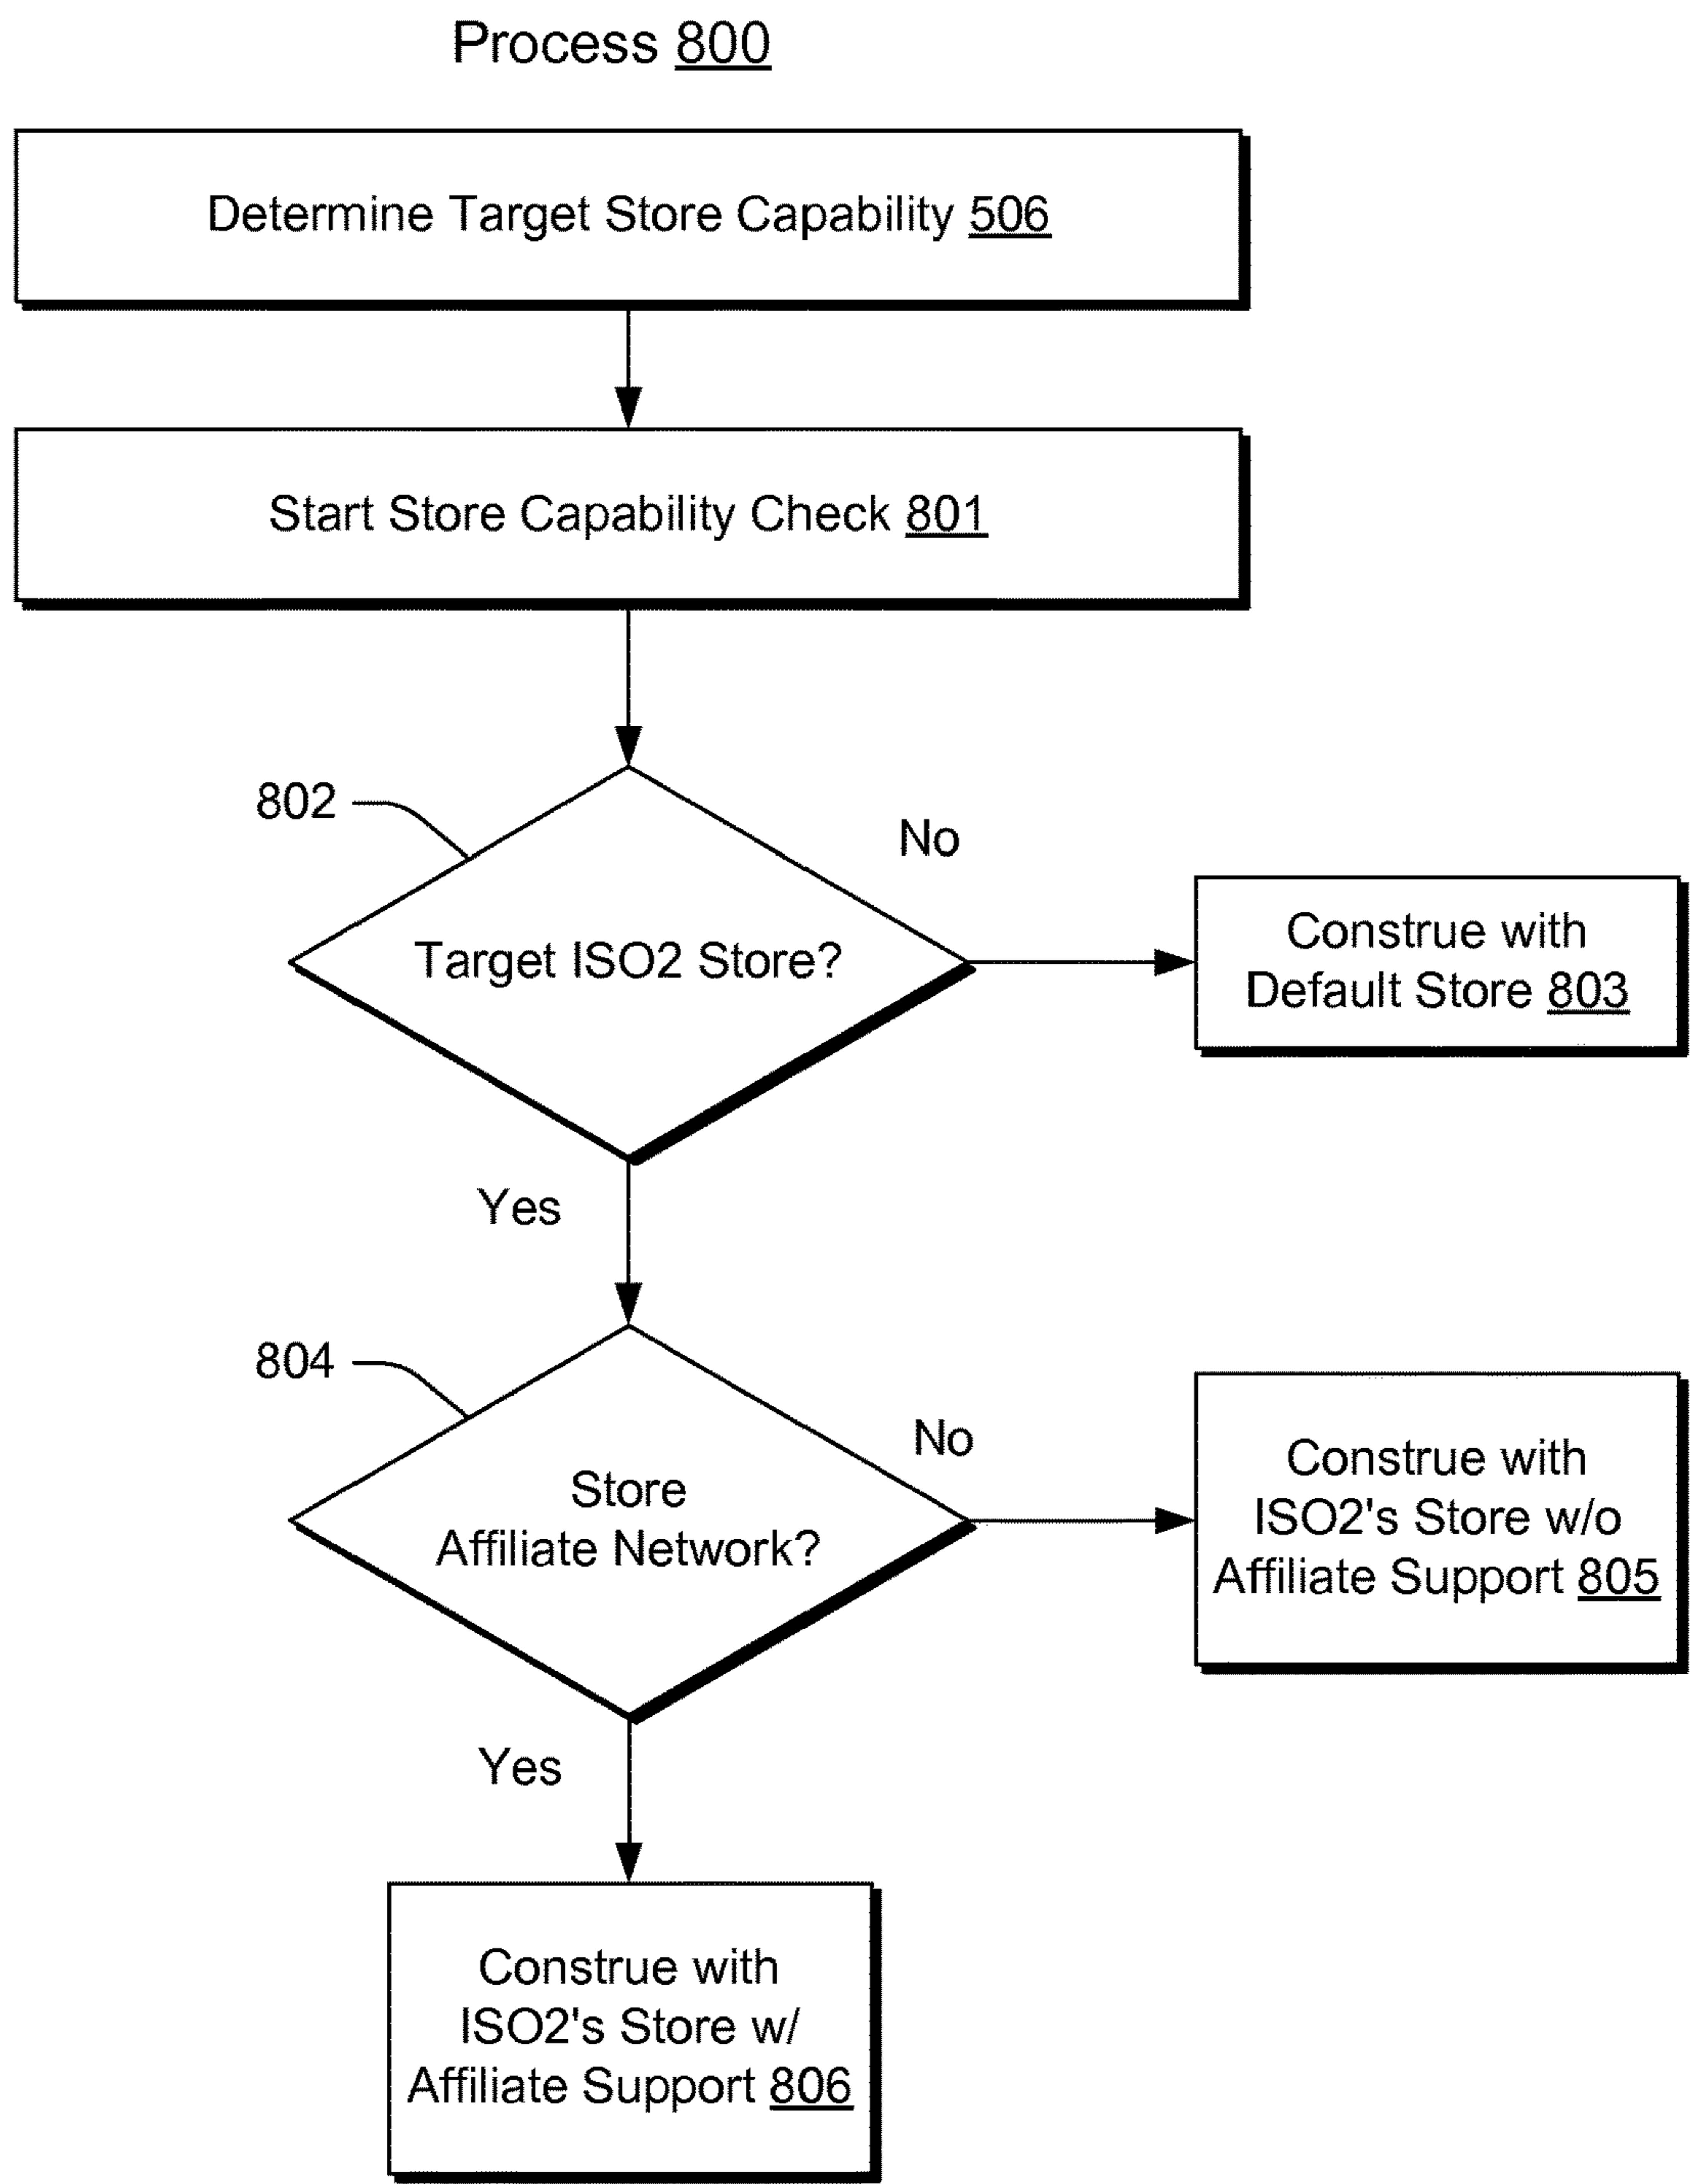 Process 800
Determine Target Store Capability 506
Start Store Capability Check 801
802
No
Target ISO2 Store?
Construe with
Default Store 803
Yes
804
No
Store
Affiliate Network?
Construe with
ISO2's Store w/o
Affiliate Support 805
Yes
Construe with
ISO2's Store w/
Affiliate Support 806